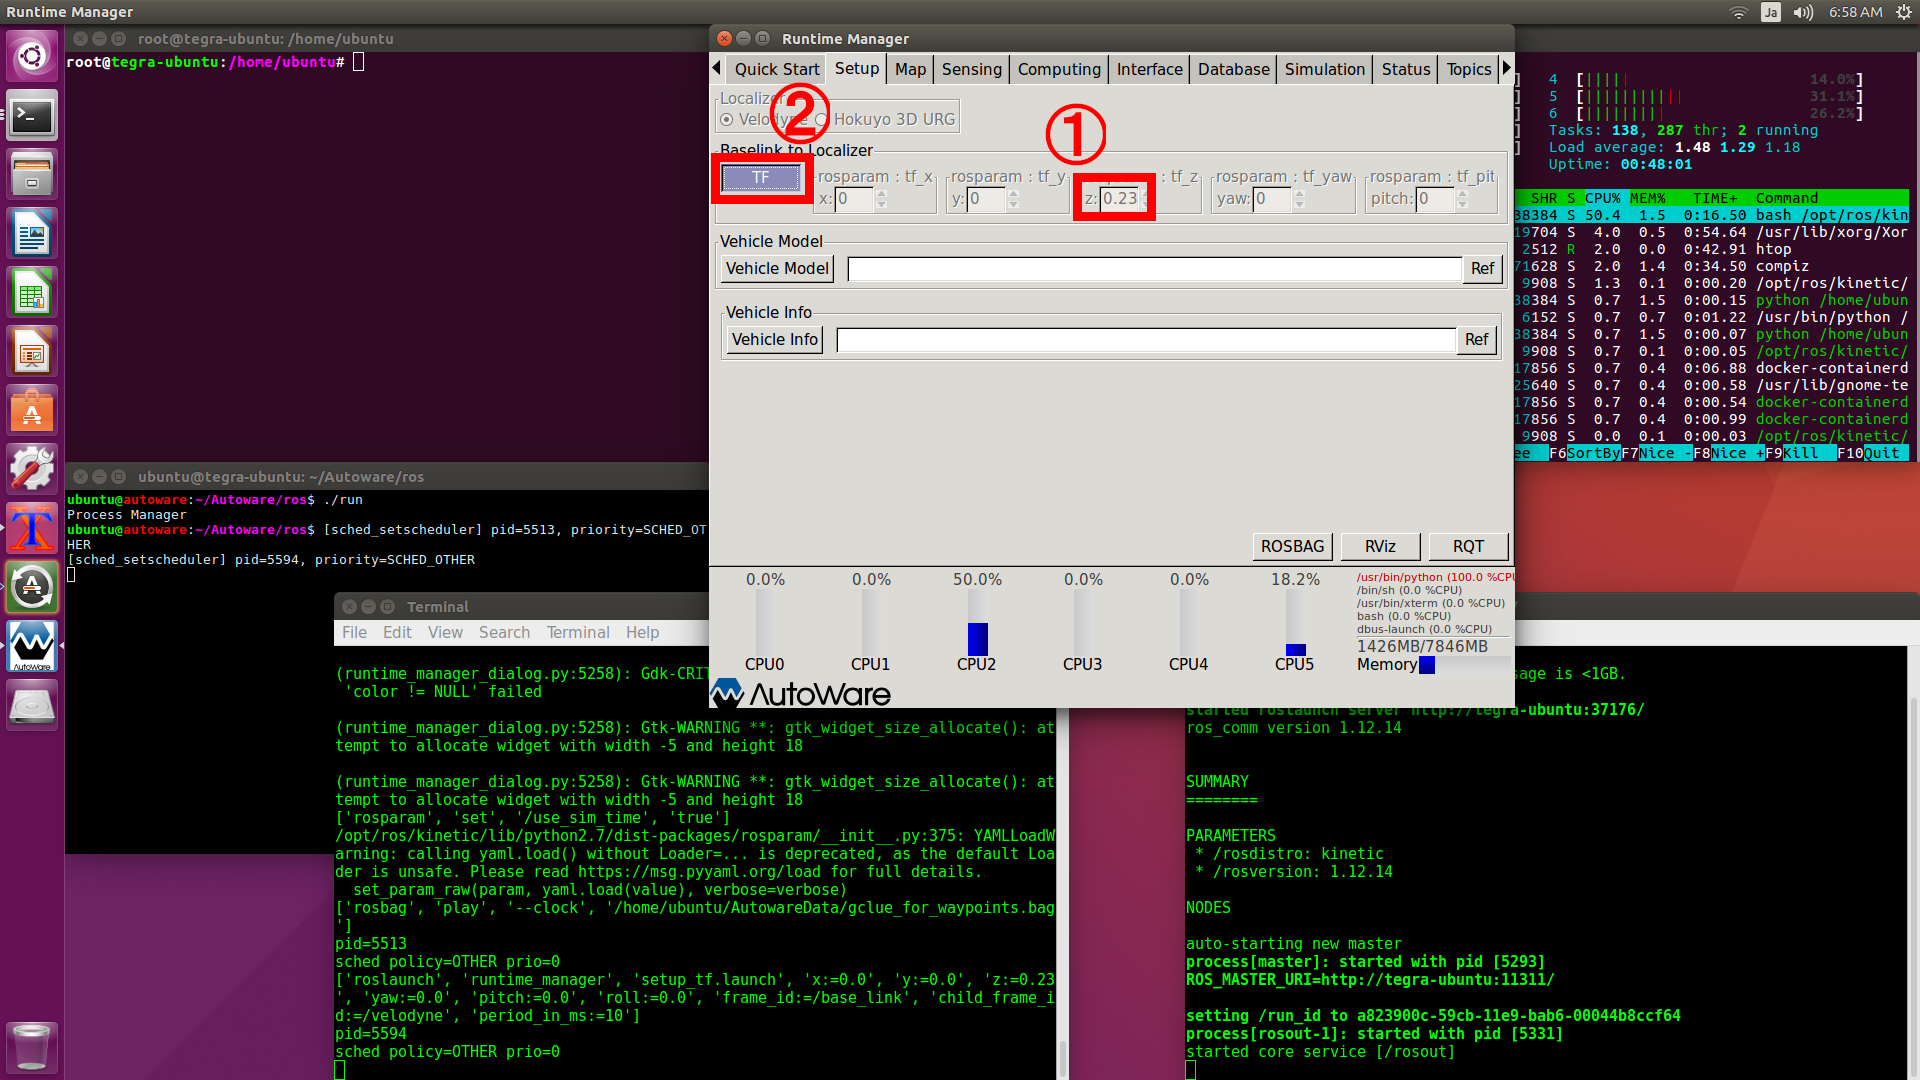 Runtime Manager
Ja
6:58 AM
root@tegra-ubuntu: /home/ubuntu
root@tegra-ubuntu:/home/ubuntu#
Runtime Manager
Quick Start
Setup
Map
Sensing
Computing
Interface
Database
Simulation
Status
Topics
Localizer
Velodyne
Hokuyo 3D URG
②
①
Baselink to Localizer
TF
rosparam : tf_x
x: 0
rosparam : tf_y
y: 0
: tf_z
z: 0.23
rosparam : tf_yaw
yaw: 0
rosparam : tf_pit
pitch: 0
Vehicle Model
Vehicle Model
Ref
Vehicle Info
Vehicle Info
Ref
ROSBAG
RViz
RQT
0.0%
0.0%
50.0%
0.0%
0.0%
18.2%
CPU0
CPU1
CPU2
CPU3
CPU4
CPU5
/usr/bin/python (100.0 %CPU
/bin/sh (0.0 %CPU)
/usr/bin/xterm (0.0 %CPU)
bash (0.0 %CPU)
dbus-launch (0.0 %CPU)
1426MB/7846MB
Memory
AutoWare
] 4 [|||| 14.0%]
] 5 [||||||||||| 31.1%]
] 6 [||||||||| 26.2%]
] Tasks: 138, 287 thr; 2 running
] Load average: 1.48 1.29 1.18
Uptime: 00:48:01
SHR S CPU% MEM% TIME+ Command
38384 S 50.4 1.5 0:16.50 bash /opt/ros/kin
19704 S 4.0 0.5 0:54.64 /usr/lib/xorg/Xor
2512 R 2.0 0.0 0:42.91 htop
71628 S 2.0 1.4 0:34.50 compiz
9908 S 1.3 0.1 0:00.20 /opt/ros/kinetic/
38384 S 0.7 1.5 0:00.15 python /home/ubun
6152 S 0.7 0.7 0:01.22 /usr/bin/python /
38384 S 0.7 1.5 0:00.07 python /home/ubun
9908 S 0.7 0.1 0:00.05 /opt/ros/kinetic/
17856 S 0.7 0.4 0:06.88 docker-containerd
25640 S 0.7 0.4 0:00.58 /usr/lib/gnome-te
17856 S 0.7 0.4 0:00.54 docker-containerd
17856 S 0.7 0.4 0:00.99 docker-containerd
9908 S 0.0 0.1 0:00.03 /opt/ros/kinetic/
ee F6SortByF7Nice -F8Nice +F9Kill F10Quit
ubuntu@tegra-ubuntu: ~/Autoware/ros
ubuntu@autoware:~/Autoware/ros$ ./run
Process Manager
ubuntu@autoware:~/Autoware/ros$ [sched_setscheduler] pid=5513, priority=SCHED_OT
HER
[sched_setscheduler] pid=5594, priority=SCHED_OTHER
AutoWare
Terminal
File Edit View Search Terminal Help
(runtime_manager_dialog.py:5258): Gdk-CRIT
'color != NULL' failed
(runtime_manager_dialog.py:5258): Gtk-WARNING **: gtk_widget_size_allocate(): at
tempt to allocate widget with width -5 and height 18
(runtime_manager_dialog.py:5258): Gtk-WARNING **: gtk_widget_size_allocate(): at
tempt to allocate widget with width -5 and height 18
['rosparam', 'set', '/use_sim_time', 'true']
/opt/ros/kinetic/lib/python2.7/dist-packages/rosparam/__init__.py:375: YAMLLoadW
arning: calling yaml.load() without Loader=... is deprecated, as the default Loa
der is unsafe. Please read https://msg.pyyaml.org/load for full details.
set_param_raw(param, yaml.load(value), verbose=verbose)
['rosbag', 'play', '--clock', '/home/ubuntu/AutowareData/gclue_for_waypoints.bag
']
pid=5513
sched policy=OTHER prio=0
['roslaunch', 'runtime_manager', 'setup_tf.launch', 'x:=0.0', 'y:=0.0', 'z:=0.23
', 'yaw:=0.0', 'pitch:=0.0', 'roll:=0.0', 'frame_id:=/base_link', 'child_frame_i
d:=/velodyne', 'period_in_ms:=10']
pid=5594
sched policy=OTHER prio=0
sage is <1GB.
started roslaunch server http://tegra-ubuntu:37176/
ros_comm version 1.12.14
SUMMARY
========
PARAMETERS
* /rosdistro: kinetic
* /rosversion: 1.12.14
NODES
auto-starting new master
process[master]: started with pid [5293]
ROS_MASTER_URI=http://tegra-ubuntu:11311/
setting /run_id to a823900c-59cb-11e9-bab6-00044b8ccf64
process[rosout-1]: started with pid [5331]
started core service [/rosout]